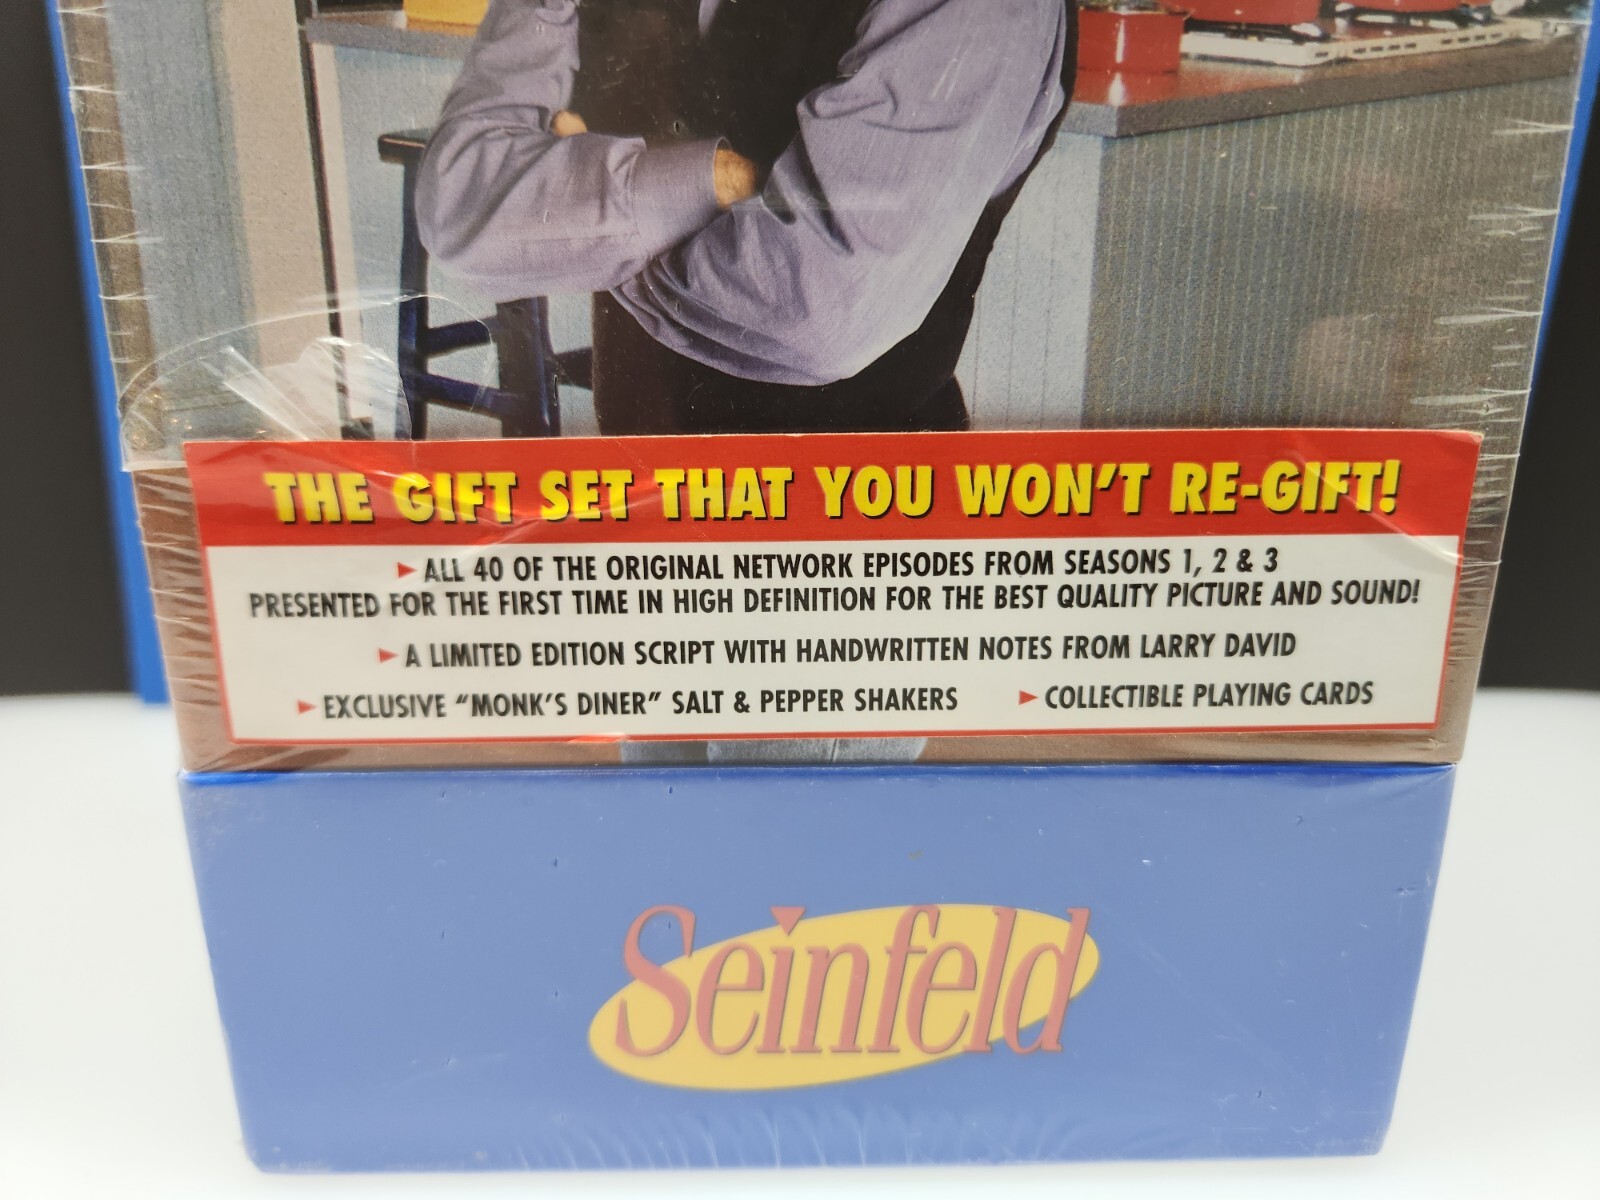 THE GIFT SET THAT YOU WON'T RE-GIFT!
► ALL 40 OF THE ORIGINAL NETWORK EPISODES FROM SEASONS 1, 2 & 3
PRESENTED FOR THE FIRST TIME IN HIGH DEFINITION FOR THE BEST QUALITY PICTURE AND SOUND!
► A LIMITED EDITION SCRIPT WITH HANDWRITTEN NOTES FROM LARRY DAVID
► EXCLUSIVE "MONK'S DINER" SALT & PEPPER SHAKERS ► COLLECTIBLE PLAYING CARDS
Seinfeld